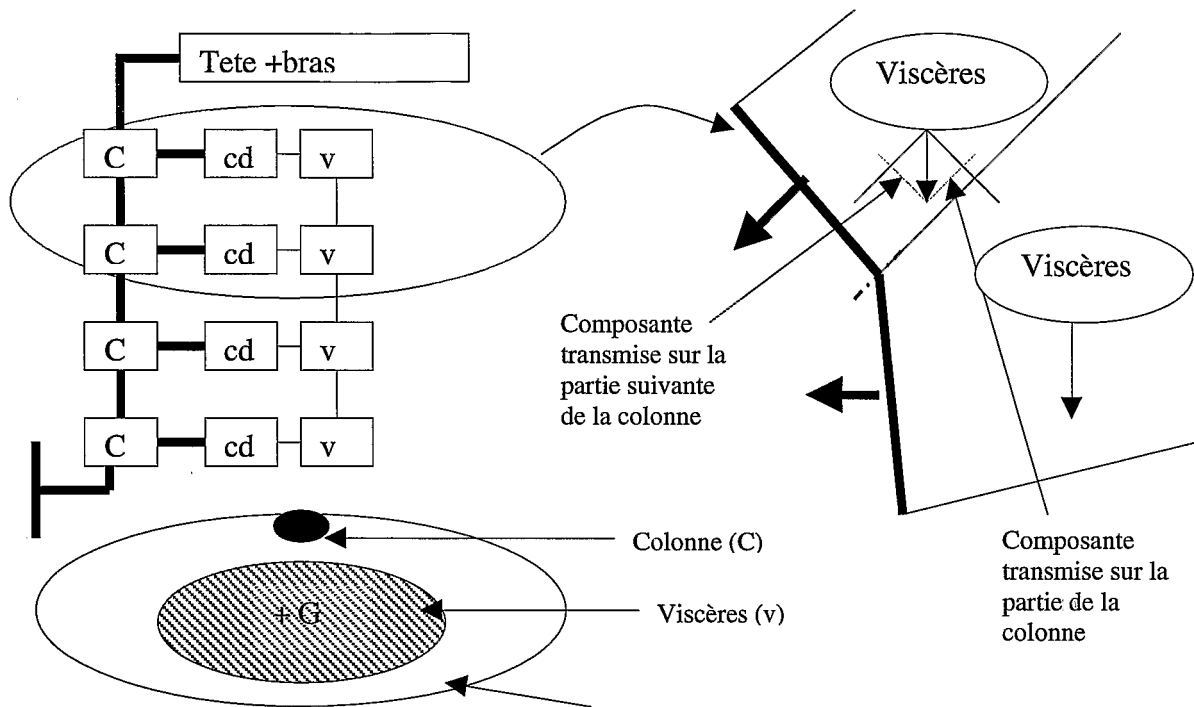 Tete +bras
C cd v
C cd v
C cd v
C cd v
Viscères
Viscères
Composante
transmise sur la
partie suivante
de la colonne
Composante
transmise sur la
partie de la
colonne
Colonne (C)
+ G
Viscères (v)